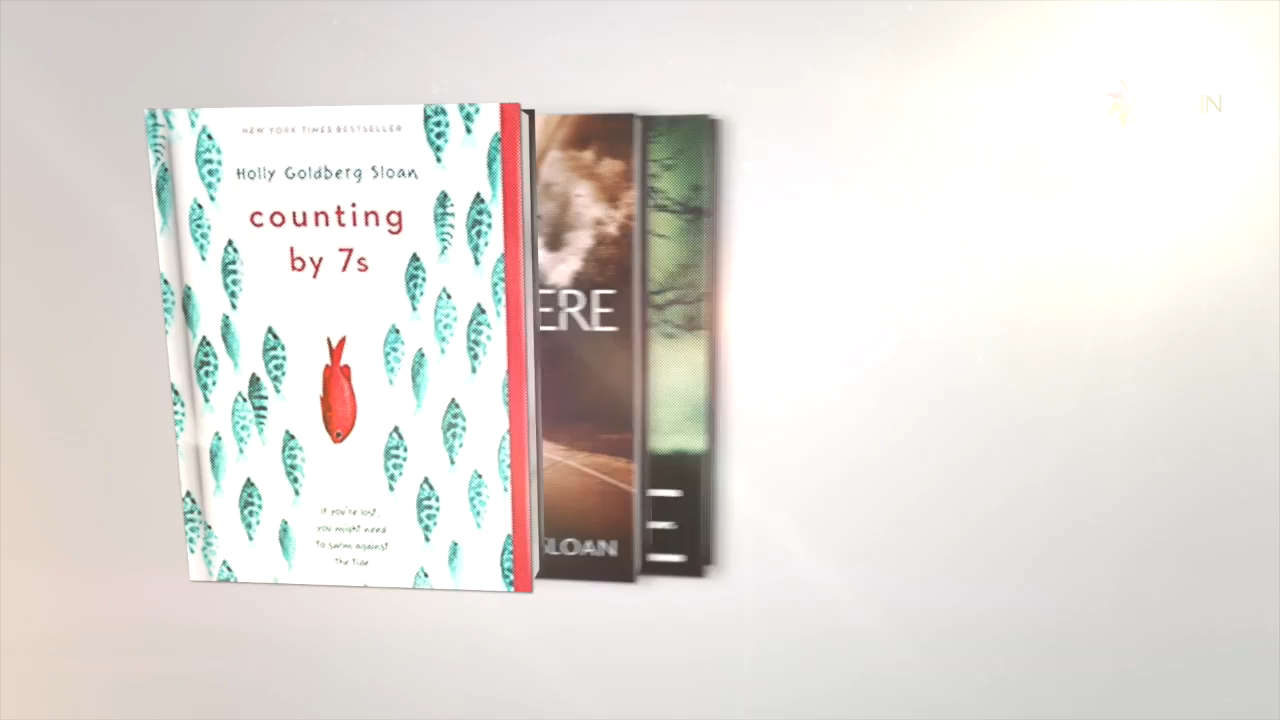 NEW YORK TIMES BESTSELLER
Holly Goldberg Sloan
counting
by 7s
if you're lost,
you might need
to swim against
the tide
ERE
SLOAN
E
IN